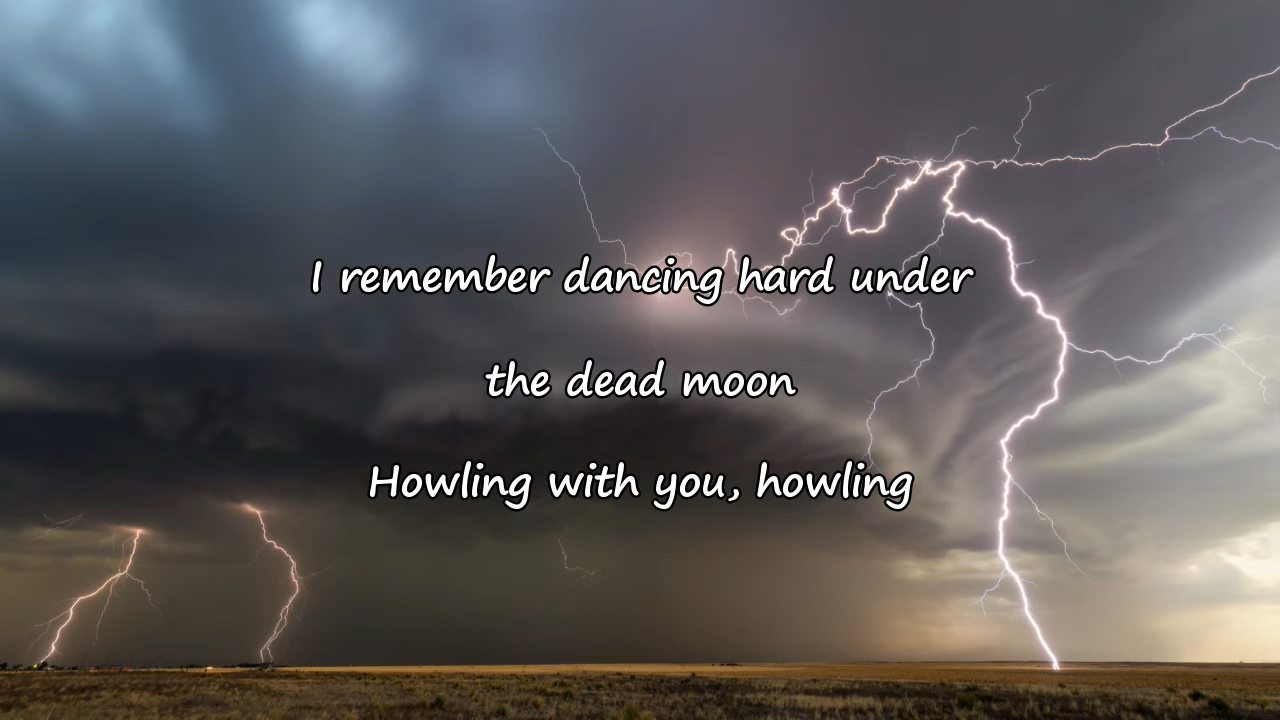 I remember dancing hard under
the dead moon
Howling with you, howling